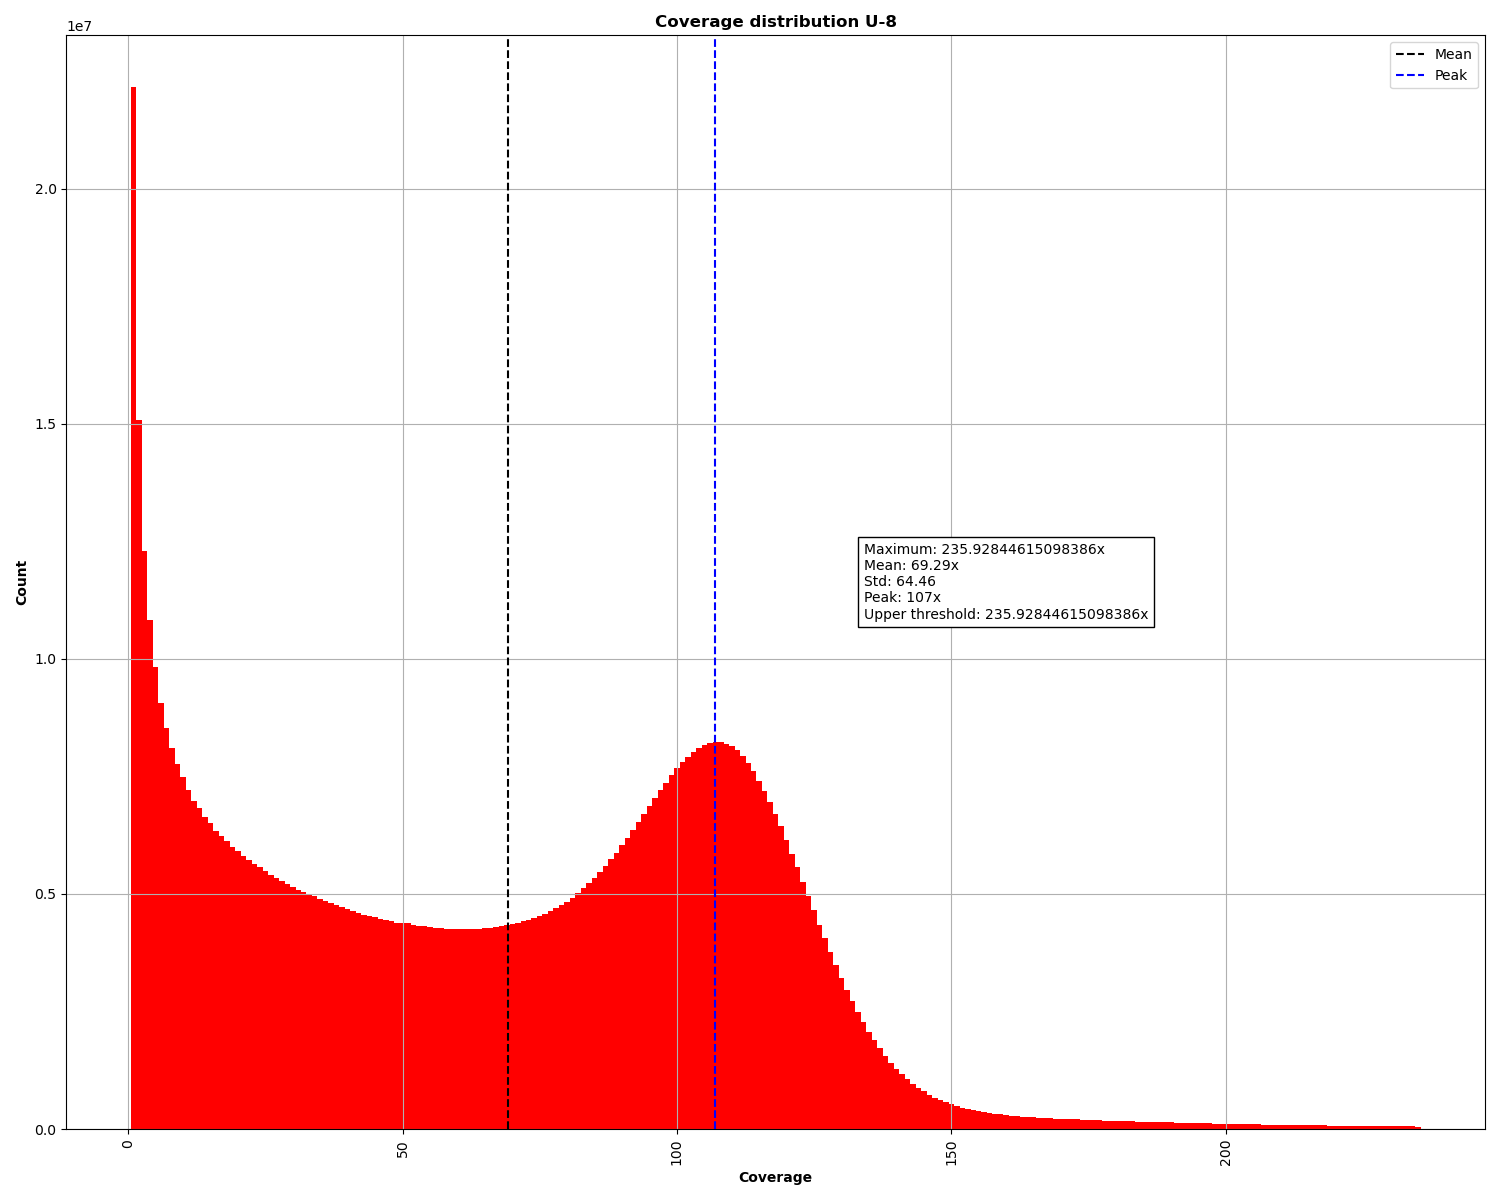 Coverage distribution U-8
1e7
Mean
Peak
2.0
1.5
1.0
0.5
0.0
Count
Maximum: 235.92844615098386x
Mean: 69.29x
Std: 64.46
Peak: 107x
Upper threshold: 235.92844615098386x
0
50
100
150
200
Coverage